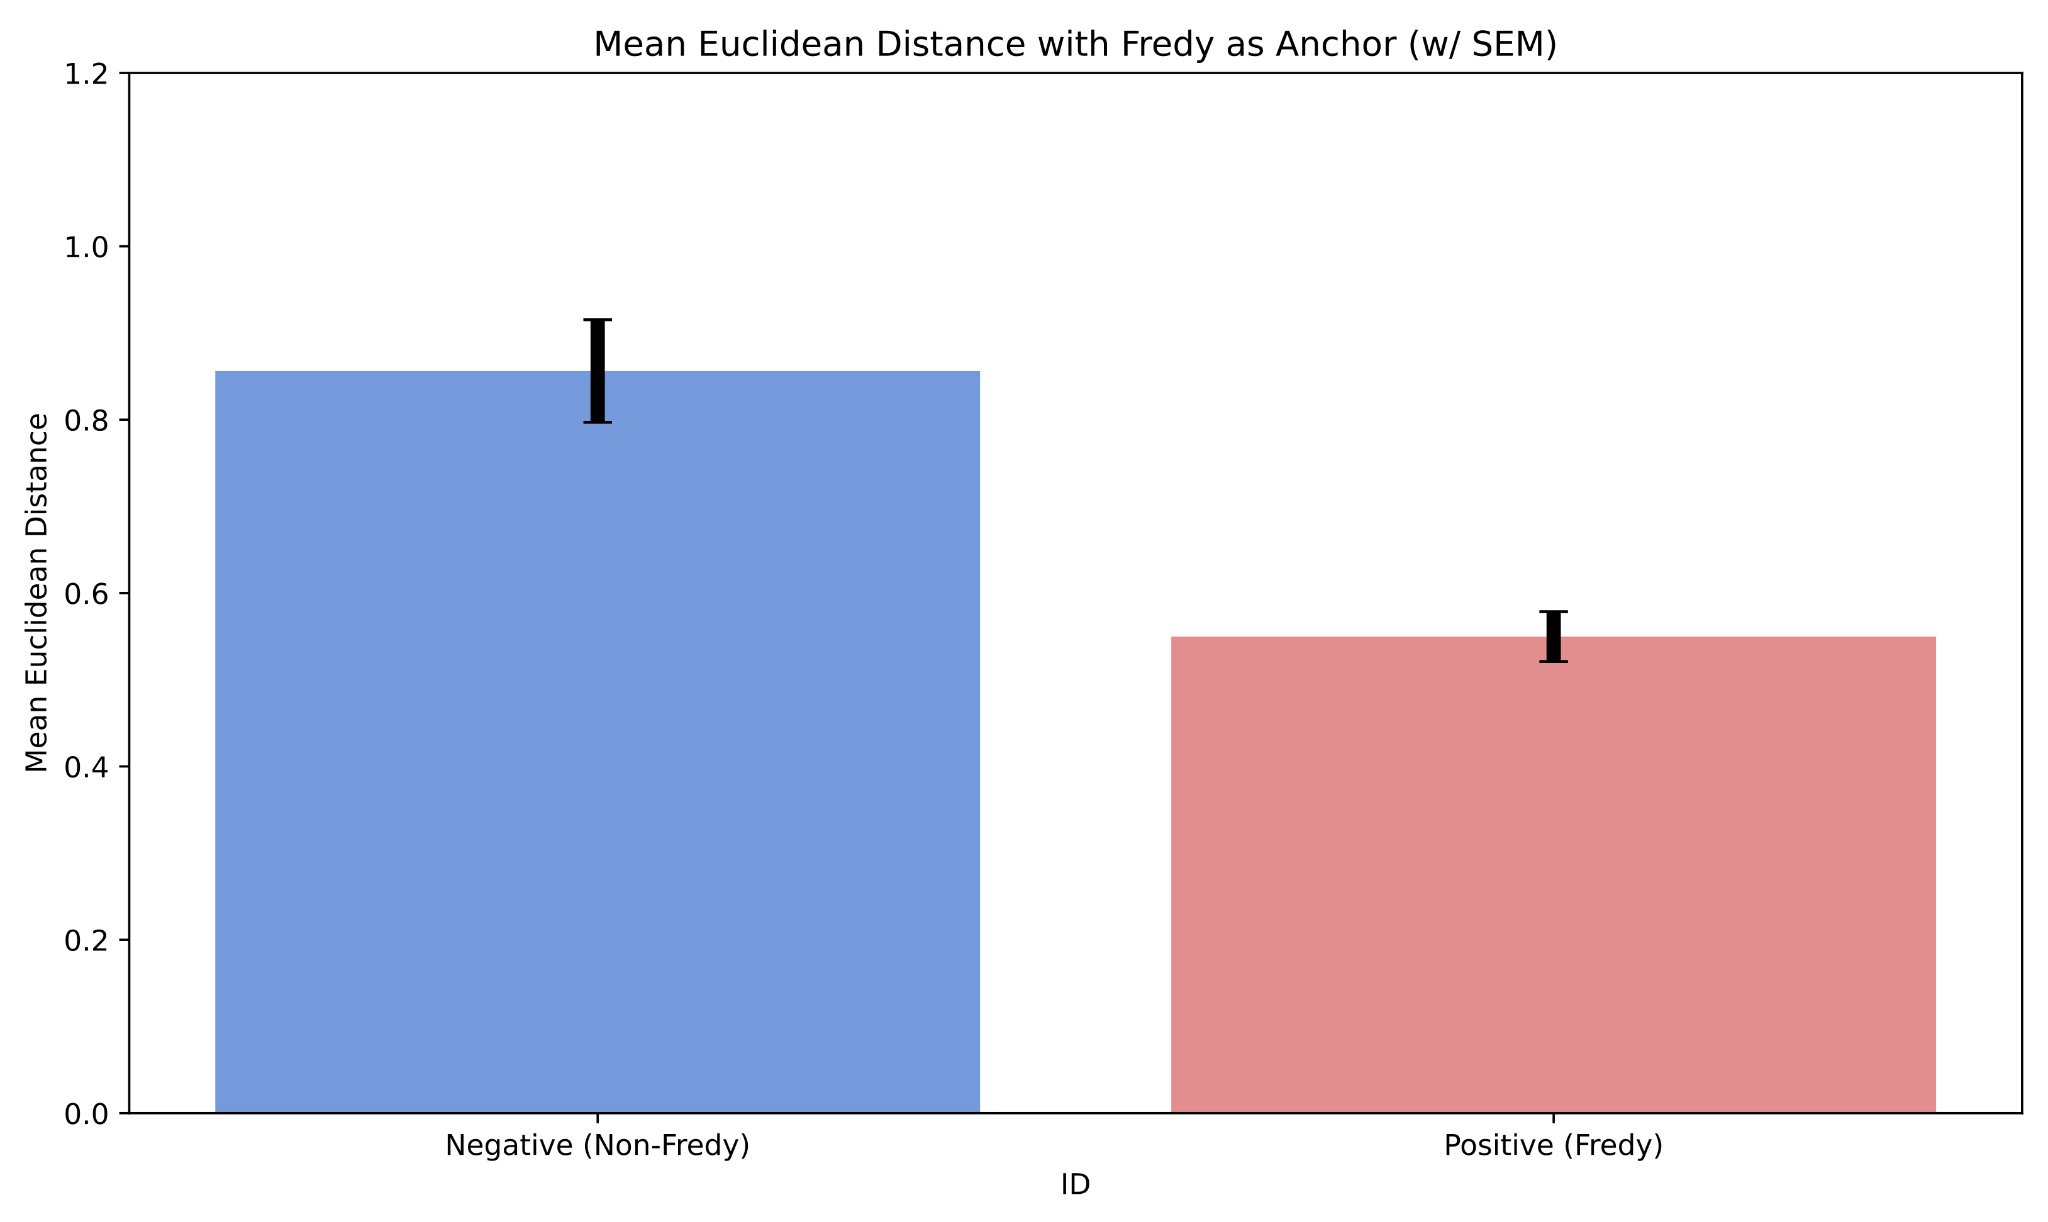 Mean Euclidean Distance with Fredy as Anchor (w/ SEM)
1.2
1.0
0.8
0.6
0.4
0.2
0.0
Mean Euclidean Distance
Negative (Non-Fredy)
Positive (Fredy)
ID